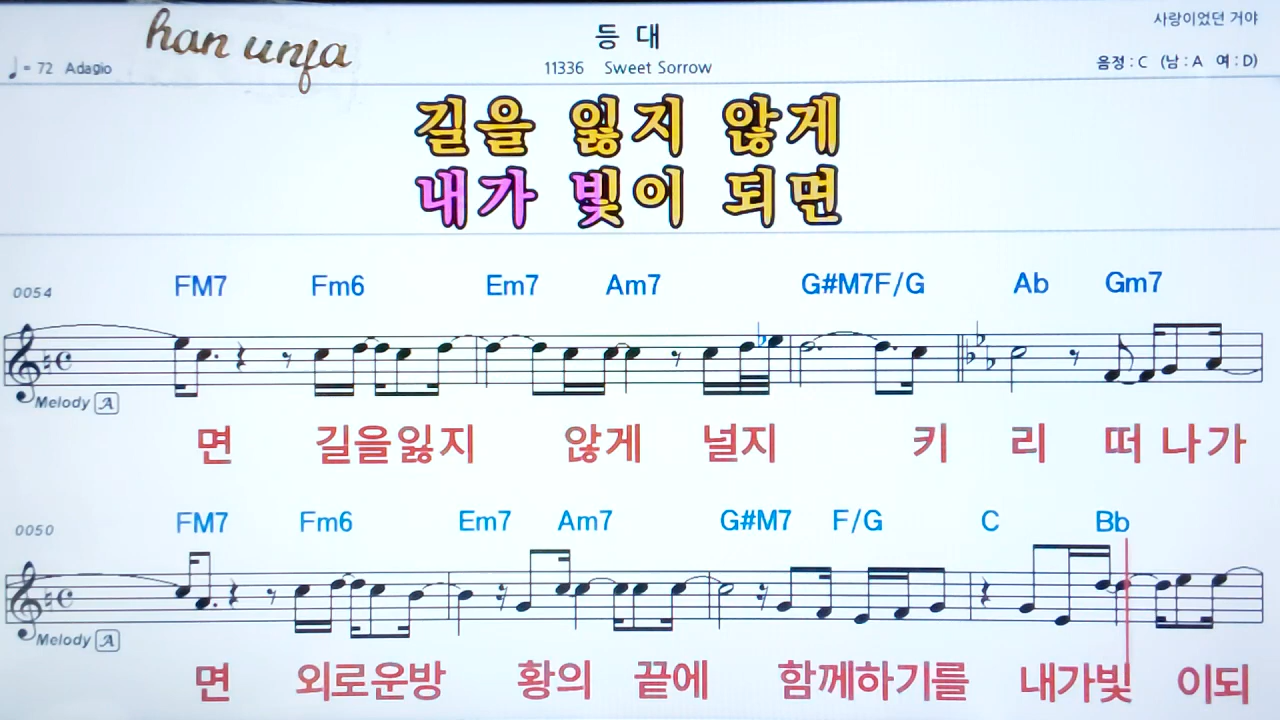 han unfa
등 대
사랑이었던 거야
♩= 72 Adagio
11336 Sweet Sorrow
음정 : C (남 : A 여 : D)
길을 잃지 않게
내가 빛이 되면
0054 FM7 Fm6 Em7 Am7 G#M7F/G Ab Gm7
Melody A
면 길을잃지 않게 널지 키 리 떠 나 가
0050 FM7 Fm6 Em7 Am7 G#M7 F/G C Bb
Melody A
면 외로운방 황의 끝에 함께하기를 내가빛 이되